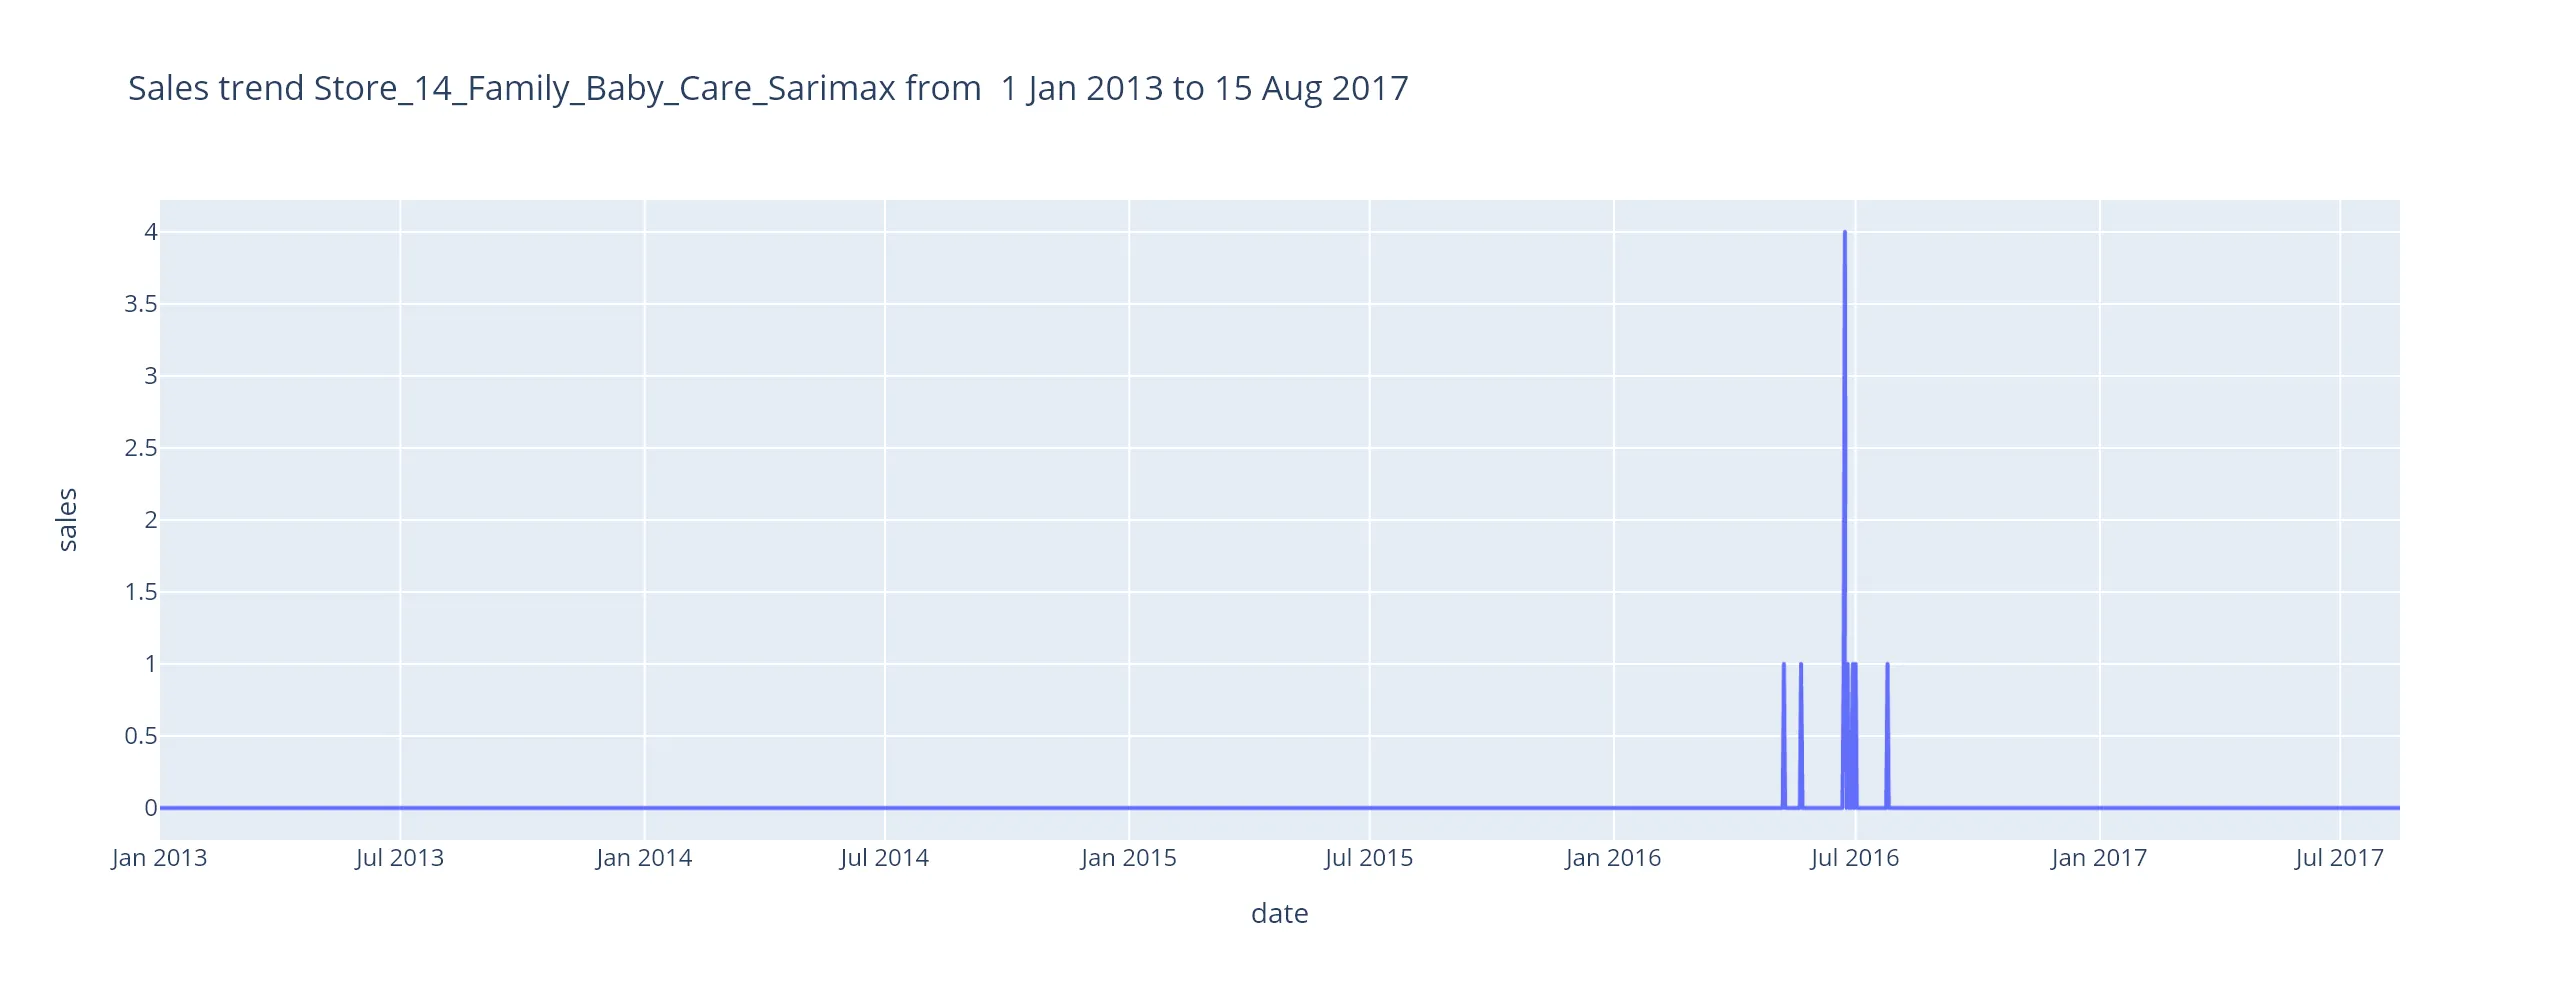 Sales trend Store_14_Family_Baby_Care_Sarimax from  1 Jan 2013 to 15 Aug 2017
4
3.5
3
2.5
2
1.5
1
0.5
0
sales
Jan 2013 Jul 2013 Jan 2014 Jul 2014 Jan 2015 Jul 2015 Jan 2016 Jul 2016 Jan 2017 Jul 2017
date